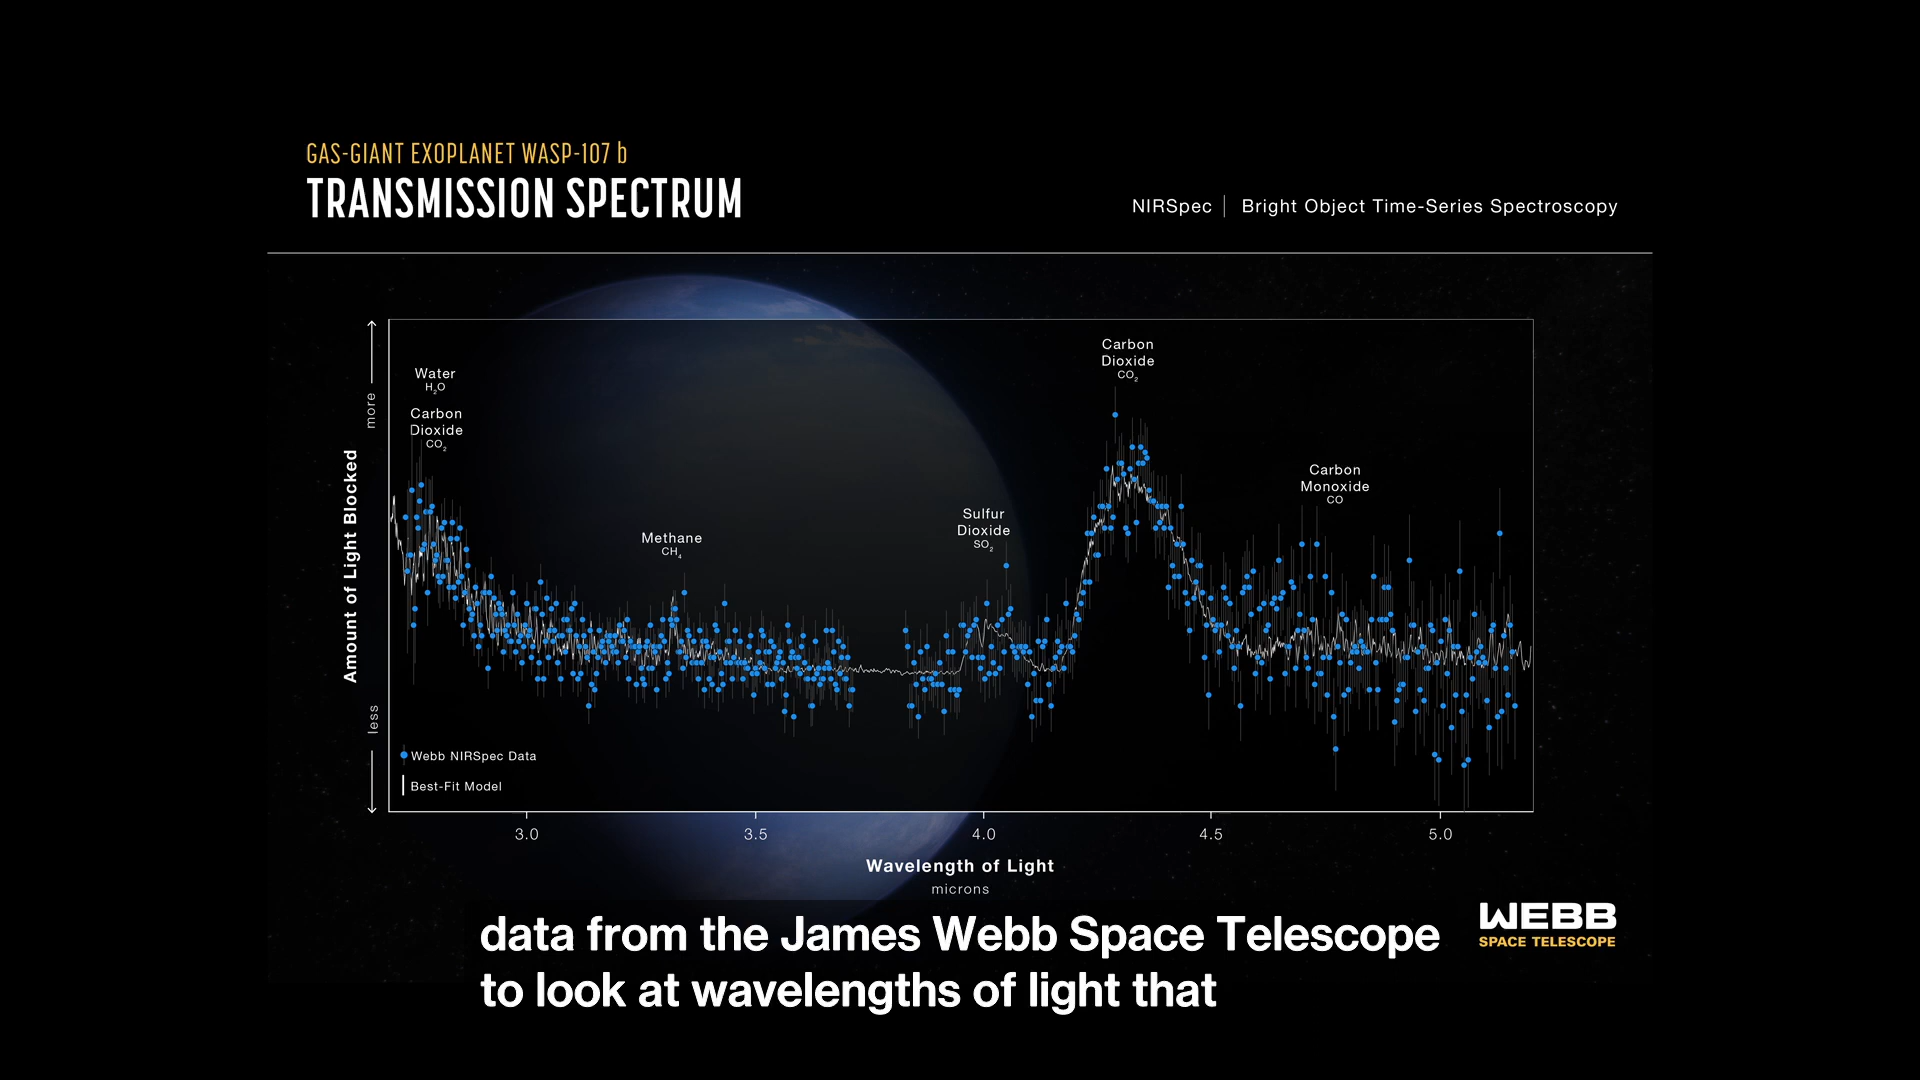 GAS-GIANT EXOPLANET WASP-107 b
TRANSMISSION SPECTRUM
NIRSpec | Bright Object Time-Series Spectroscopy
Water
H₂O
Carbon
Dioxide
CO₂
Methane
CH₄
Sulfur
Dioxide
SO₂
Carbon
Dioxide
CO₂
Carbon
Monoxide
CO
more
Amount of Light Blocked
less
Webb NIRSpec Data
Best-Fit Model
3.0 3.5 4.0 4.5 5.0
Wavelength of Light
microns
data from the James Webb Space Telescope
to look at wavelengths of light that
WEBB
SPACE TELESCOPE